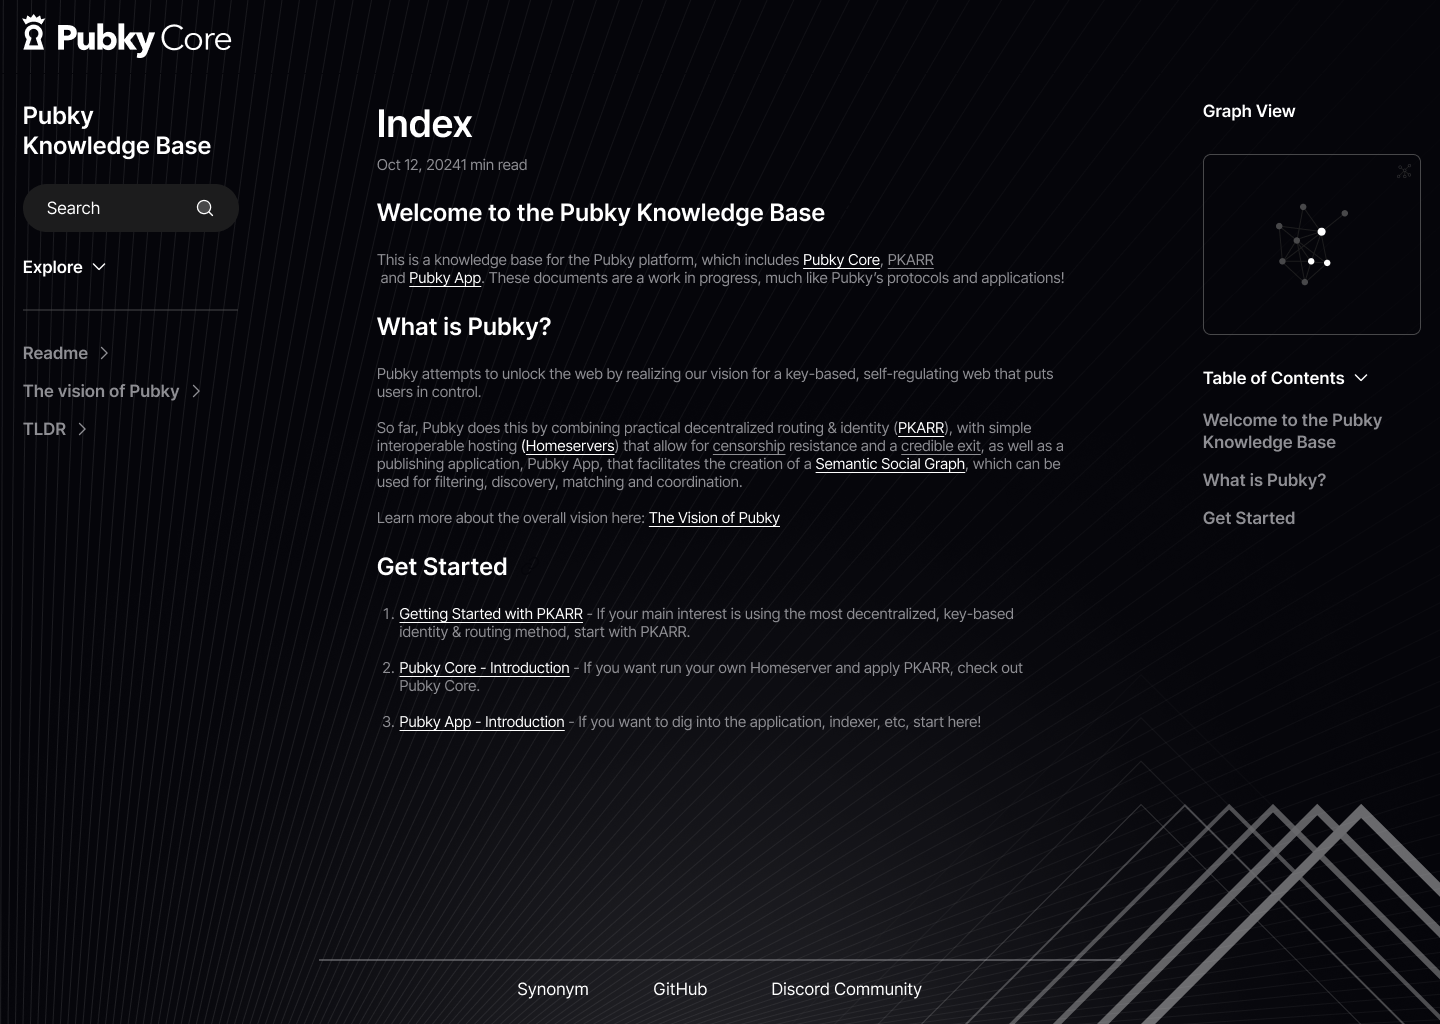 Pubky Core
Pubky
Knowledge Base
Search
Explore
Readme
The vision of Pubky
TLDR
Index
Oct 12, 20241 min read
Welcome to the Pubky Knowledge Base
This is a knowledge base for the Pubky platform, which includes Pubky Core, PKARR
and Pubky App. These documents are a work in progress, much like Pubky’s protocols and applications!
What is Pubky?
Pubky attempts to unlock the web by realizing our vision for a key-based, self-regulating web that puts
users in control.
So far, Pubky does this by combining practical decentralized routing & identity (PKARR), with simple
interoperable hosting (Homeservers) that allow for censorship resistance and a credible exit, as well as a
publishing application, Pubky App, that facilitates the creation of a Semantic Social Graph, which can be
used for filtering, discovery, matching and coordination.
Learn more about the overall vision here: The Vision of Pubky
Get Started
1. Getting Started with PKARR - If your main interest is using the most decentralized, key-based
identity & routing method, start with PKARR.
2. Pubky Core - Introduction - If you want run your own Homeserver and apply PKARR, check out
Pubky Core.
3. Pubky App - Introduction - If you want to dig into the application, indexer, etc, start here!
Graph View
Table of Contents
Welcome to the Pubky
Knowledge Base
What is Pubky?
Get Started
Synonym
GitHub
Discord Community